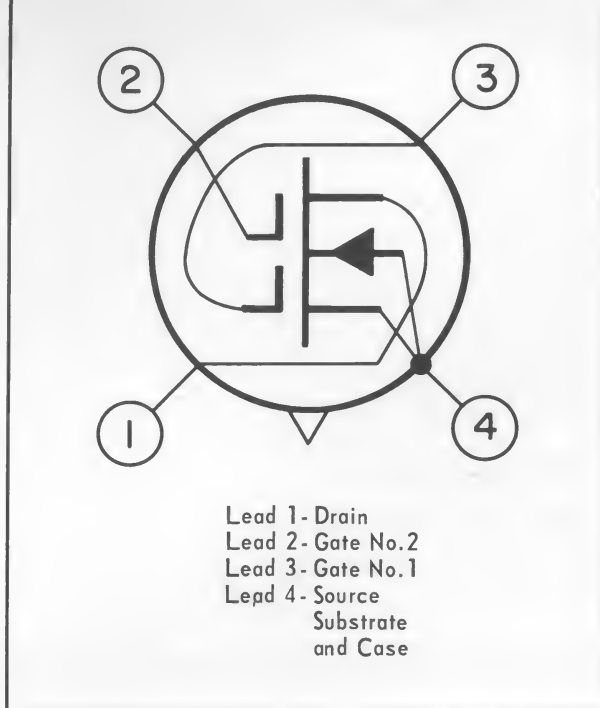 2
3
1
4
Lead 1- Drain
Lead 2- Gate No.2
Lead 3- Gate No.1
Lead 4- Source
Substrate
and Case